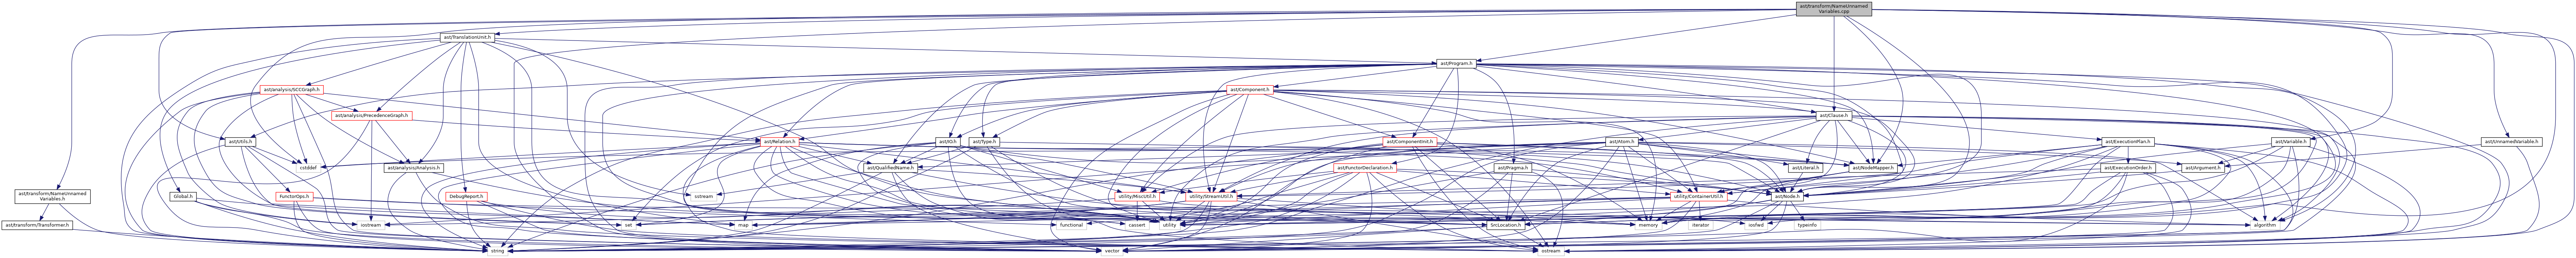 ast/transform/NameUnnamed
Variables.cpp
ast/TranslationUnit.h
ast/Program.h
ast/analysis/SCCGraph.h
ast/Component.h
ast/analysis/PrecedenceGraph.h
ast/Clause.h
ast/Utils.h
ast/Relation.h
ast/IO.h
ast/Type.h
ast/ComponentInit.h
ast/Atom.h
ast/ExecutionPlan.h
ast/Variable.h
ast/UnnamedVariable.h
cstddef
ast/analysis/Analysis.h
ast/QualifiedName.h
ast/FunctorDeclaration.h
ast/Pragma.h
ast/Literal.h
ast/NodeMapper.h
ast/ExecutionOrder.h
ast/Argument.h
ast/transform/NameUnnamed
Variables.h
Global.h
FunctorOps.h
DebugReport.h
sstream
utility/MiscUtil.h
utility/StreamUtil.h
utility/ContainerUtil.h
ast/Node.h
ast/transform/Transformer.h
iostream
set
map
functional
cassert
utility
SrcLocation.h
memory
iterator
iosfwd
typeinfo
algorithm
string
vector
ostream